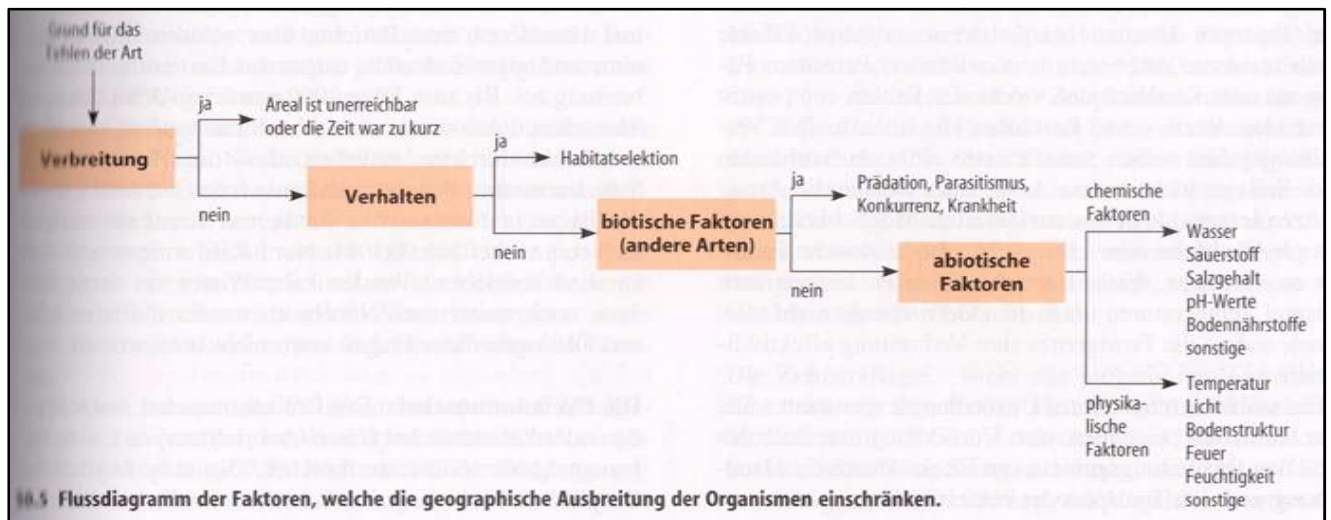 Grund für das
Fehlen der Art
Verbreitung
ja
Areal ist unerreichbar
oder die Zeit war zu kurz
nein
Verhalten
ja
Habitatselektion
nein
biotische Faktoren
(andere Arten)
ja
Prädation, Parasitismus,
Konkurrenz, Krankheit
nein
abiotische
Faktoren
chemische
Faktoren
Wasser
Sauerstoff
Salzgehalt
pH-Werte
Bodennährstoffe
sonstige
physika-
lische
Faktoren
Temperatur
Licht
Bodenstruktur
Feuer
Feuchtigkeit
sonstige
10.5 Flussdiagramm der Faktoren, welche die geographische Ausbreitung der Organismen einschränken.